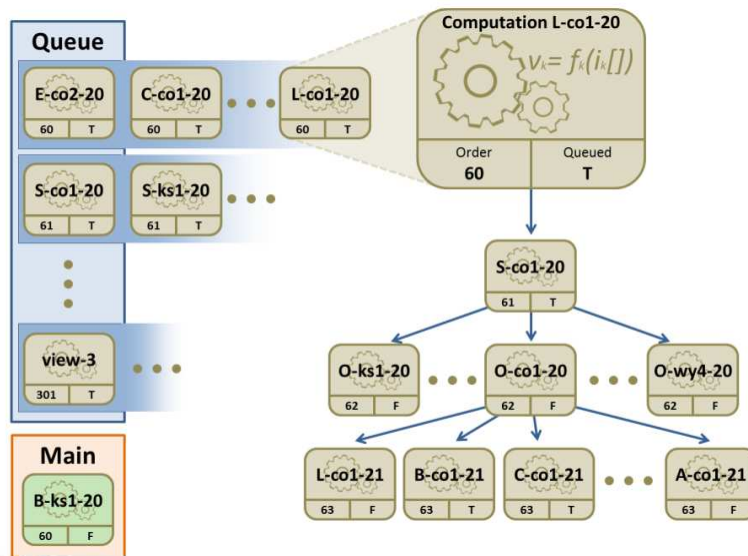 Queue
E-co2-20
60 T
C-co1-20
60 T
L-co1-20
60 T
S-co1-20
61 T
S-ks1-20
61 T
view-3
301 T
Main
B-ks1-20
60 F
Computation L-co1-20
vₖ= fₖ(iₖ[])
Order Queued
60 T
S-co1-20
61 T
O-ks1-20
62 F
O-co1-20
62 F
O-wy4-20
62 F
L-co1-21
63 F
B-co1-21
63 T
C-co1-21
63 T
A-co1-21
63 F